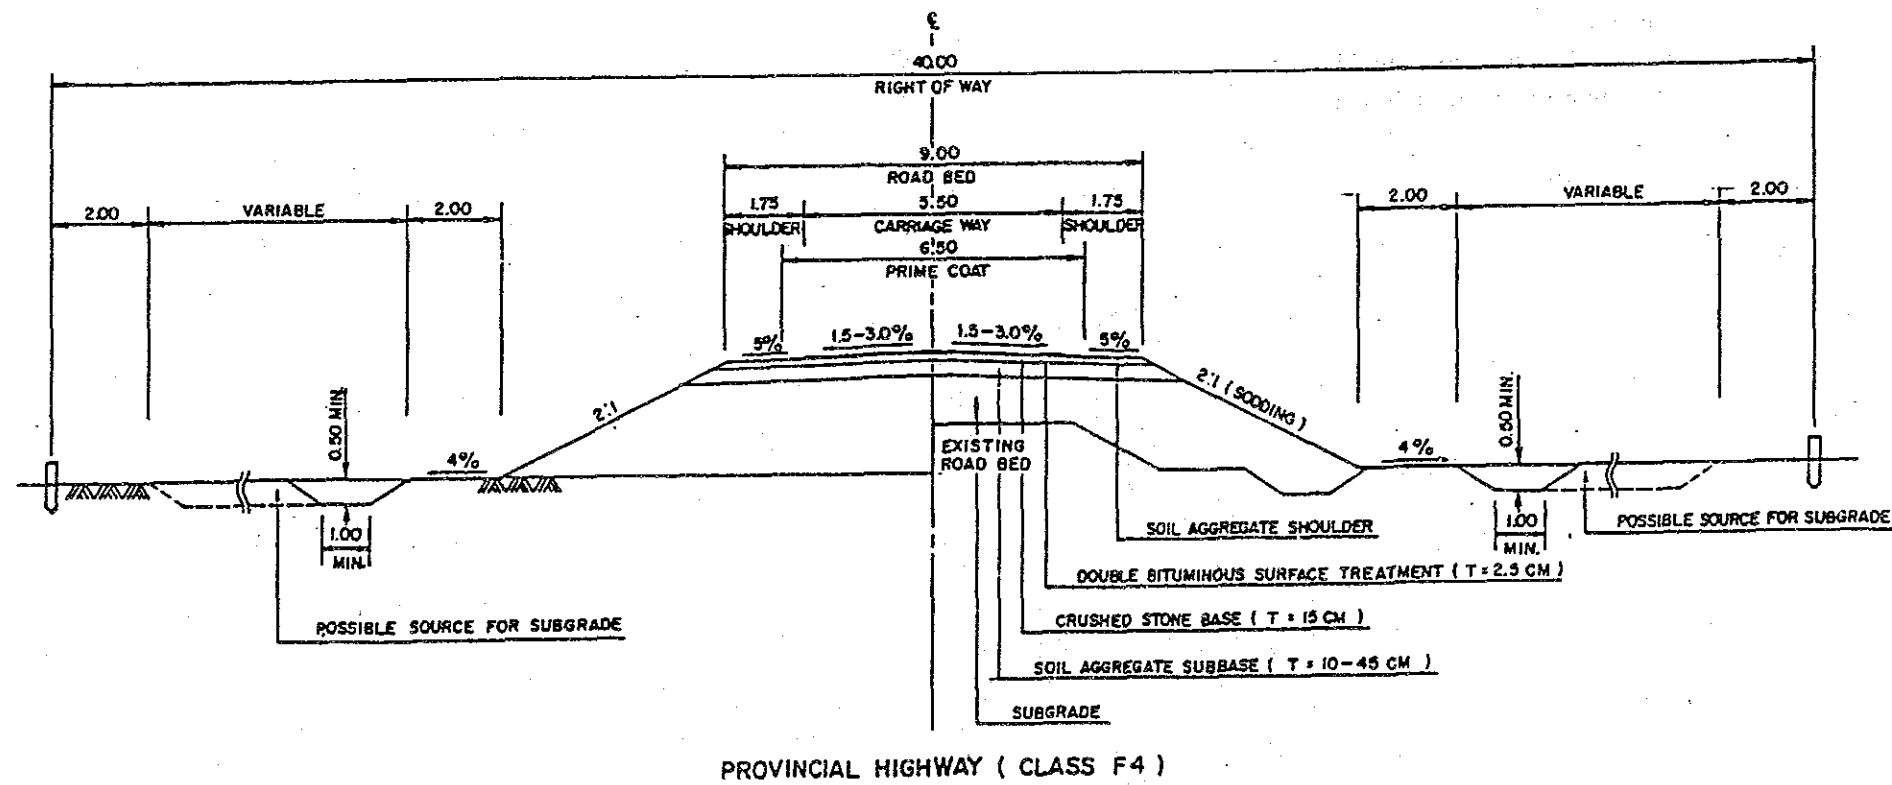 ℄
40.00
RIGHT OF WAY
9.00
ROAD BED
2.00
VARIABLE
2.00
1.75
5.50
1.75
2.00
VARIABLE
2.00
SHOULDER
CARRIAGE WAY
SHOULDER
6.50
PRIME COAT
5%
1.5-3.0%
1.5-3.0%
5%
2:1
2:1 (SODDING)
0.50 MIN.
0.50 MIN.
4%
EXISTING
ROAD BED
4%
1.00
MIN.
1.00
MIN.
SOIL AGGREGATE SHOULDER
POSSIBLE SOURCE FOR SUBGRADE
DOUBLE BITUMINOUS SURFACE TREATMENT ( T = 2.5 CM )
POSSIBLE SOURCE FOR SUBGRADE
CRUSHED STONE BASE ( T = 15 CM )
SOIL AGGREGATE SUBBASE ( T = 10-45 CM )
SUBGRADE
PROVINCIAL HIGHWAY ( CLASS F4 )